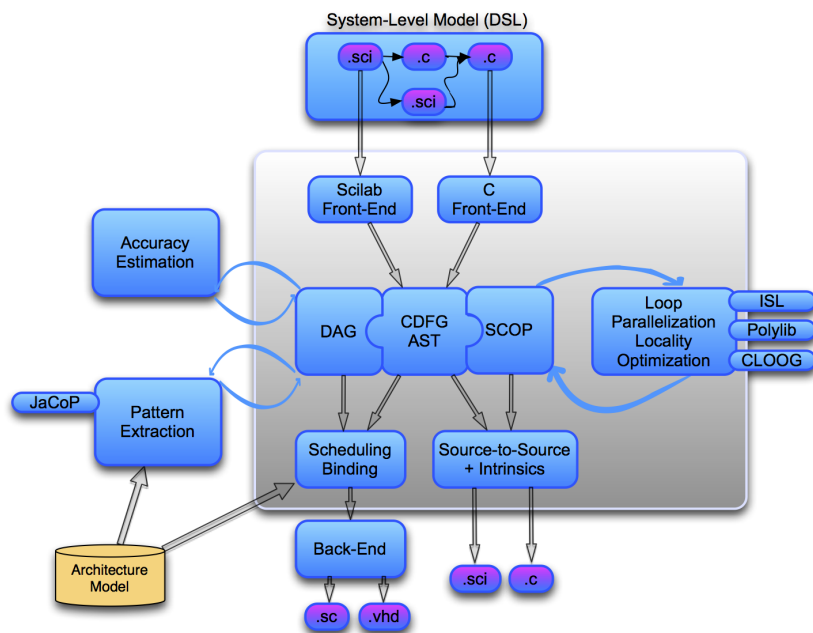 System-Level Model (DSL)
.sci
.c
.c
.sci
Scilab
Front-End
C
Front-End
Accuracy
Estimation
DAG
CDFG
AST
SCOP
Loop
Parallelization
Locality
Optimization
ISL
Polylib
CLOOG
JaCoP
Pattern
Extraction
Scheduling
Binding
Source-to-Source
+ Intrinsics
Architecture
Model
Back-End
.sci
.c
.sc
.vhd